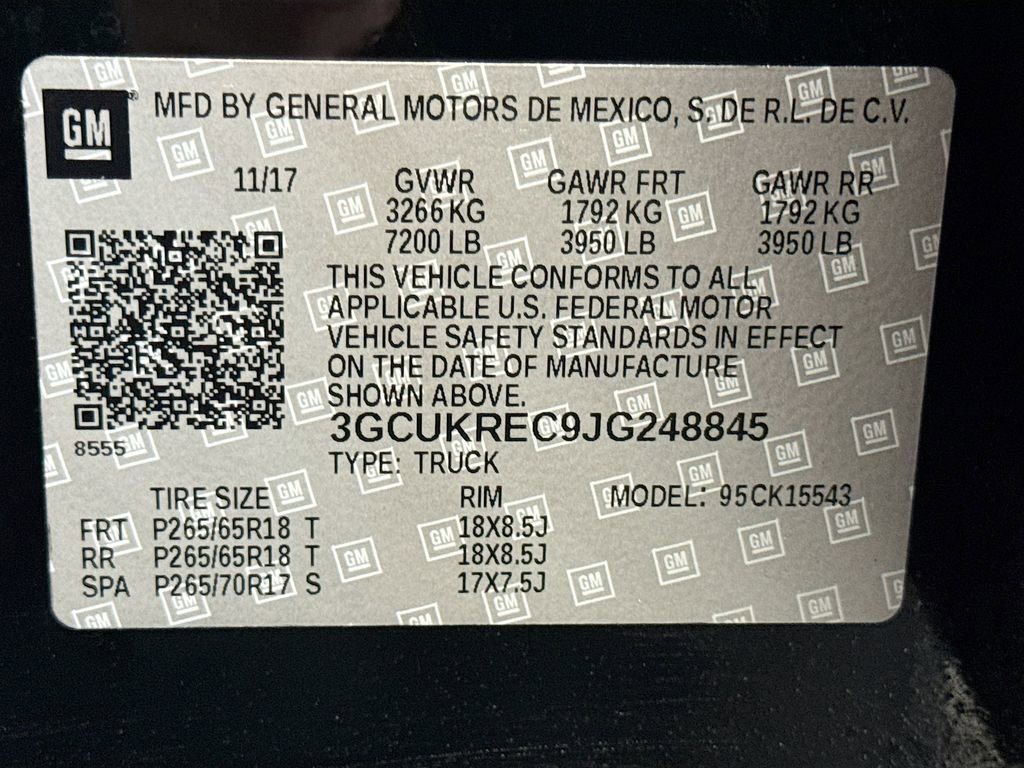 GM ® MFD BY GENERAL MOTORS DE MEXICO, S. DE R.L. DE C.V.
11/17 GVWR GAWR FRT GAWR RR
3266 KG 1792 KG 1792 KG
7200 LB 3950 LB 3950 LB
THIS VEHICLE CONFORMS TO ALL
APPLICABLE U.S. FEDERAL MOTOR
VEHICLE SAFETY STANDARDS IN EFFECT
ON THE DATE OF MANUFACTURE
SHOWN ABOVE.
3GCUKREC9JG248845
8555
TYPE: TRUCK
TIRE SIZE RIM MODEL: 95CK15543
FRT P265/65R18 T 18X8.5J
RR P265/65R18 T 18X8.5J
SPA P265/70R17 S 17X7.5J